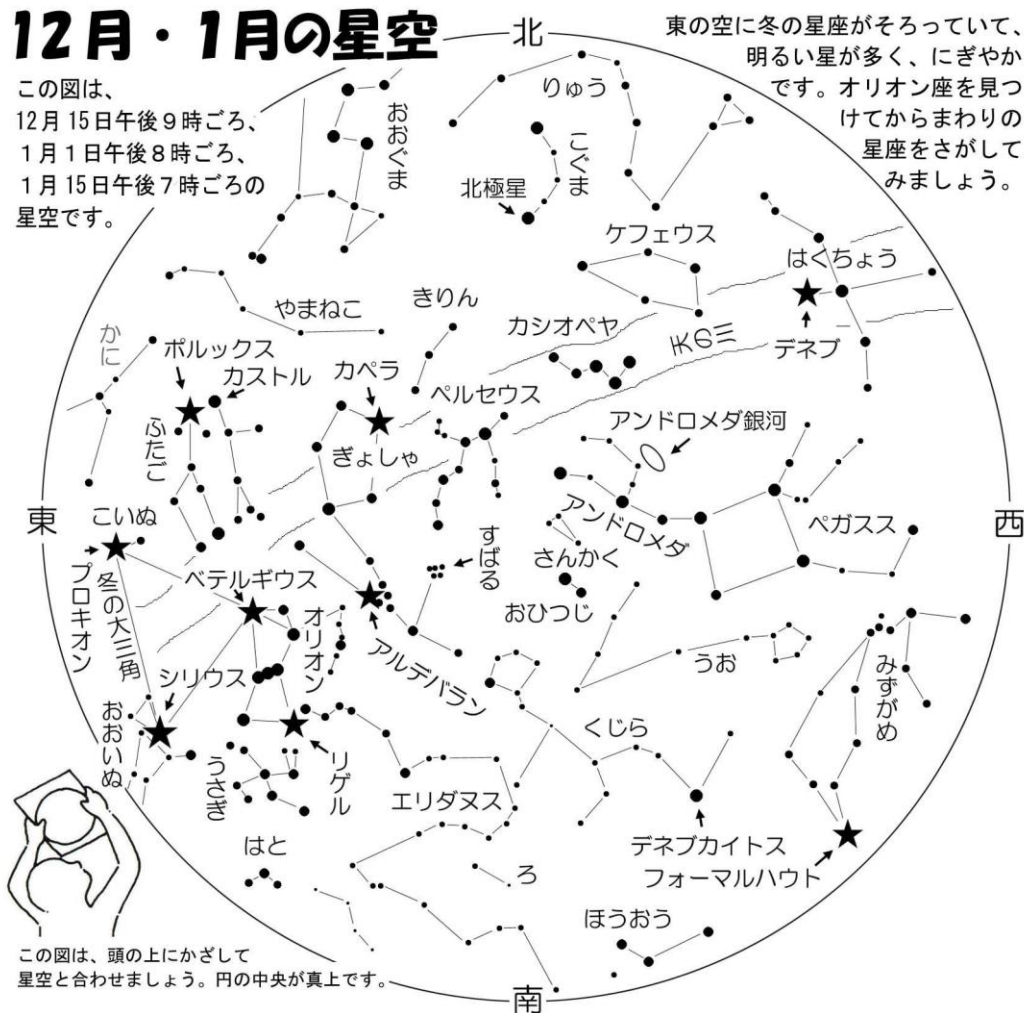 12月・1月の星空
この図は、
12月15日午後9時ごろ、
1月1日午後8時ごろ、
1月15日午後7時ごろの
星空です。
東の空に冬の星座がそろっていて、
明るい星が多く、にぎやか
です。オリオン座を見つ
けてからまわりの
星座をさがして
みましょう。
北
りゅう
おおぐま
こぐま
北極星
ケフェウス
はくちょう
デネブ
天の川
やまねこ
きりん
カシオペヤ
かに
ポルックス
カストル
カペラ
ペルセウス
アンドロメダ銀河
ふたご
ぎょしゃ
東
西
こいぬ
プロキオン
冬の大三角
ベテルギウス
オリオン
すばる
アンドロメダ
さんかく
おひつじ
ペガスス
アルデバラン
うお
みずがめ
シリウス
おおいぬ
うさぎ
リゲル
くじら
エリダヌス
はと
ろ
デネブカイトス
フォーマルハウト
ほうおう
南
この図は、頭の上にかざして
星空と合わせましょう。円の中央が真上です。